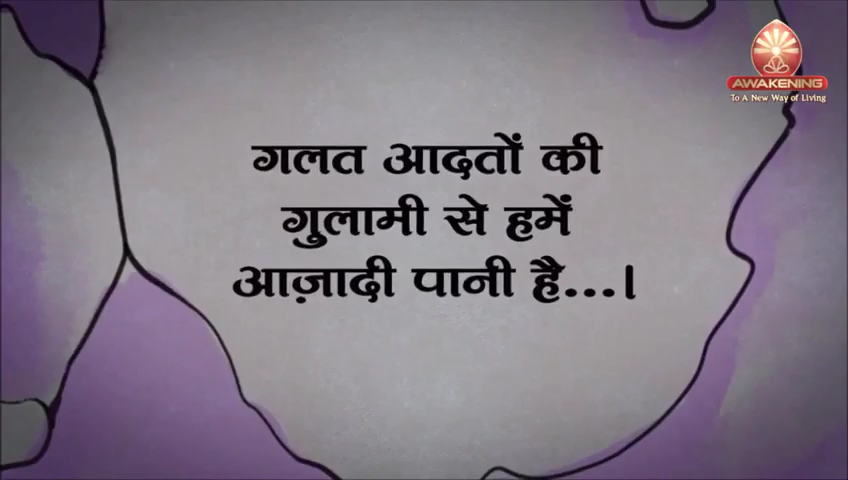 AWAKENING
To A New Way of Living
गलत आदतों की
गुलामी से हमें
आज़ादी पानी है...।